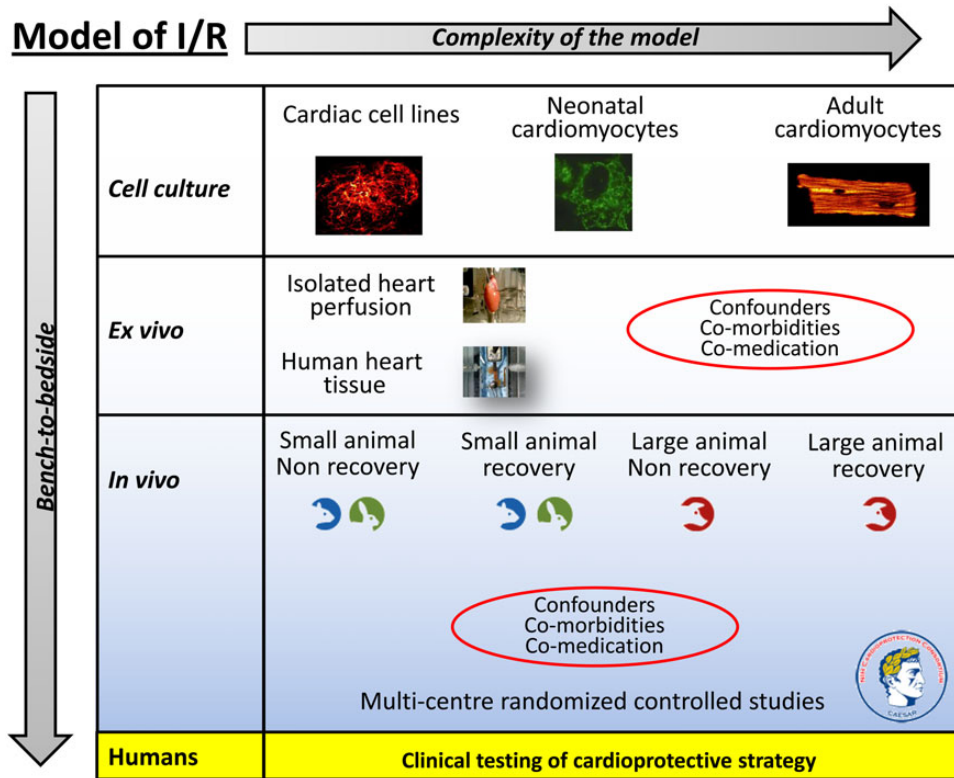 Model of I/R
Complexity of the model
Bench-to-bedside
Cell culture
Cardiac cell lines
Neonatal
cardiomyocytes
Adult
cardiomyocytes
Ex vivo
Isolated heart
perfusion
Human heart
tissue
Confounders
Co-morbidities
Co-medication
In vivo
Small animal
Non recovery
Small animal
recovery
Large animal
Non recovery
Large animal
recovery
Confounders
Co-morbidities
Co-medication
Multi-centre randomized controlled studies
NIH CARDIOPROTECTION CONSORTIUM
CAESAR
Humans
Clinical testing of cardioprotective strategy